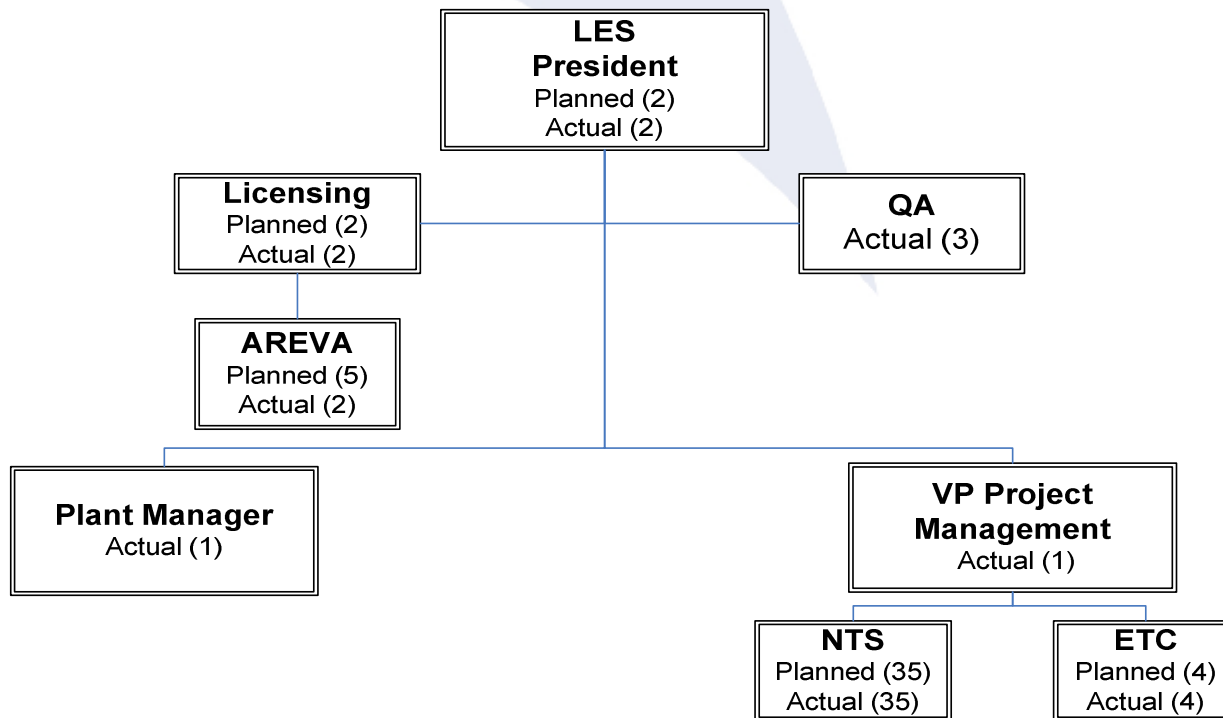 LES
President
Planned (2)
Actual (2)
Licensing
Planned (2)
Actual (2)
QA
Actual (3)
AREVA
Planned (5)
Actual (2)
Plant Manager
Actual (1)
VP Project
Management
Actual (1)
NTS
Planned (35)
Actual (35)
ETC
Planned (4)
Actual (4)